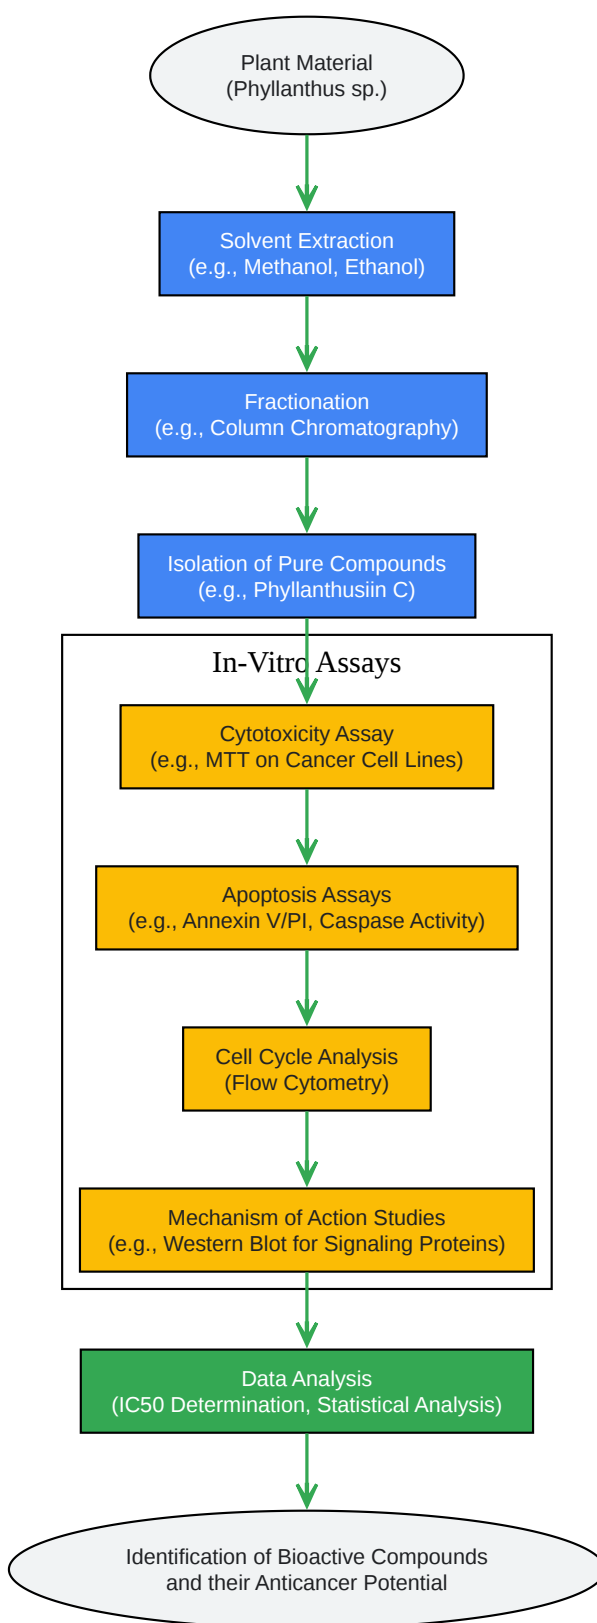 Plant Material
(Phyllanthus sp.)
Solvent Extraction
(e.g., Methanol, Ethanol)
Fractionation
(e.g., Column Chromatography)
Isolation of Pure Compounds
(e.g., Phyllanthusiin C)
In-Vitro Assays
Cytotoxicity Assay
(e.g., MTT on Cancer Cell Lines)
Apoptosis Assays
(e.g., Annexin V/PI, Caspase Activity)
Cell Cycle Analysis
(Flow Cytometry)
Mechanism of Action Studies
(e.g., Western Blot for Signaling Proteins)
Data Analysis
(IC50 Determination, Statistical Analysis)
Identification of Bioactive Compounds
and their Anticancer Potential